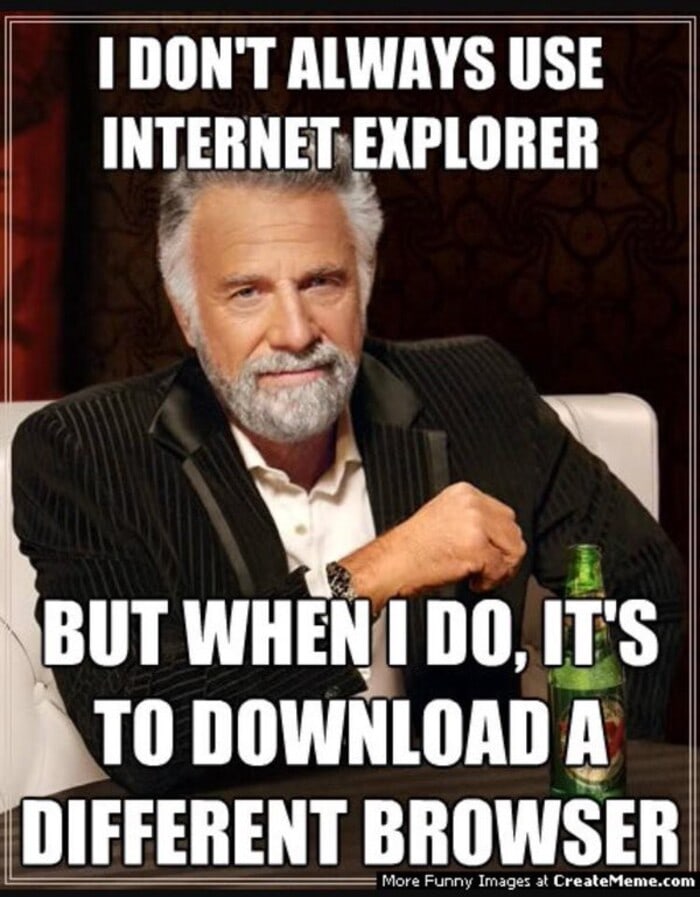 I DON'T ALWAYS USE
INTERNET EXPLORER
BUT WHEN I DO, IT'S
TO DOWNLOAD A
DIFFERENT BROWSER
More Funny Images at CreateMeme.com